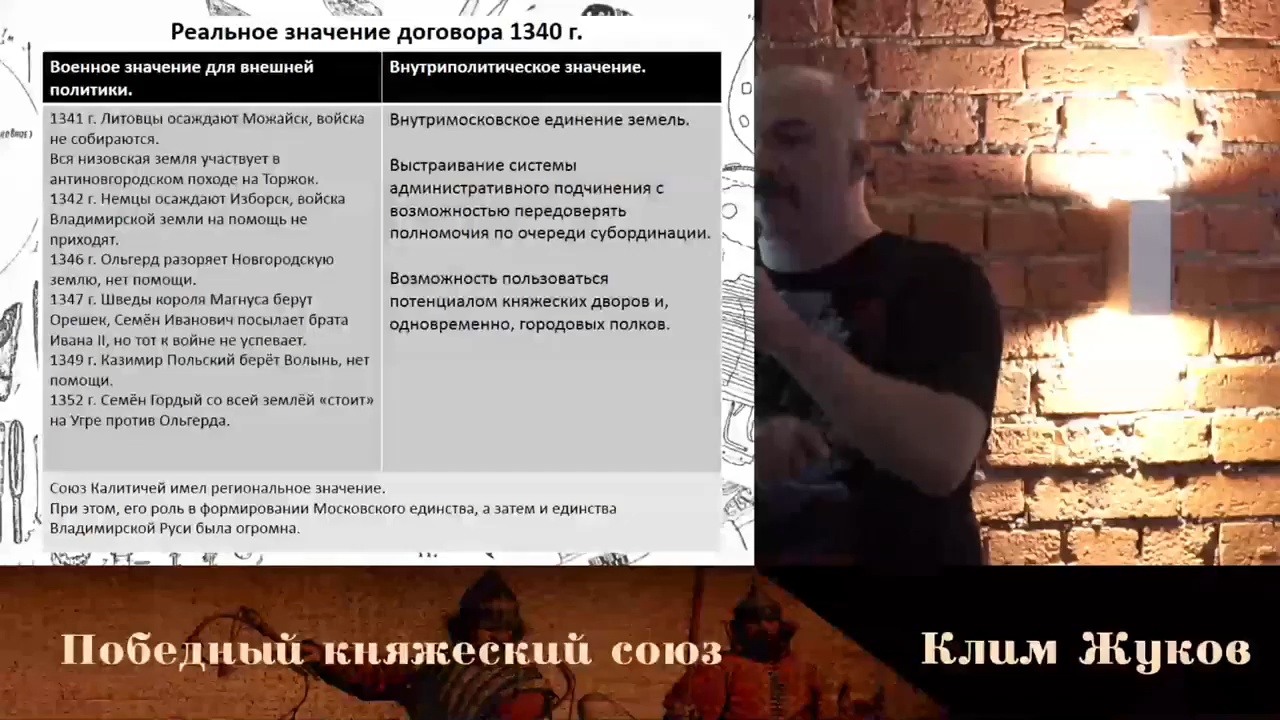 Реальное значение договора 1340 г.
Военное значение для внешней
политики.
Внутриполитическое значение.
1341 г. Литовцы осаждают Можайск, войска
не собираются.
Вся низовская земля участвует в
антиновгородском походе на Торжок.
1342 г. Немцы осаждают Изборск, войска
Владимирской земли на помощь не
приходят.
1346 г. Ольгерд разоряет Новгородскую
землю, нет помощи.
1347 г. Шведы короля Магнуса берут
Орешек, Семён Иванович посылает брата
Ивана II, но тот к войне не успевает.
1349 г. Казимир Польский берёт Волынь, нет
помощи.
1352 г. Семён Гордый со всей землёй «стоит»
на Угре против Ольгерда.
Внутримосковское единение земель.
Выстраивание системы
административного подчинения с
возможностью передоверять
полномочия по очереди субординации.
Возможность пользоваться
потенциалом княжеских дворов и,
одновременно, городовых полков.
Союз Калитичей имел региональное значение.
При этом, его роль в формировании Московского единства, а затем и единства
Владимирской Руси была огромна.
Победный княжеский союз
Клим Жуков